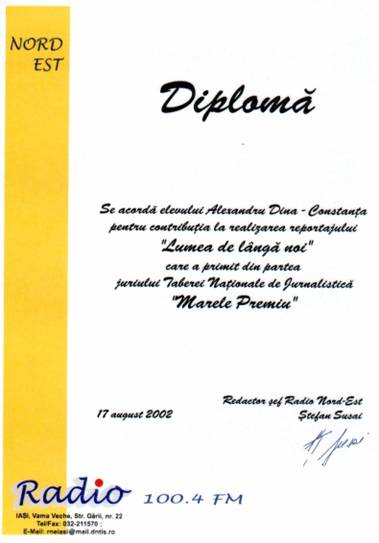 NORD
EST
Diplomă
Se acordă elevului Alexandru Dina - Constanța
pentru contribuția la realizarea reportajului
"Lumea de lângă noi"
care a primit din partea
juriului Taberei Naționale de Jurnalistică
"Marele Premiu"
Redactor șef Radio Nord-Est
17 august 2002
Ștefan Susai
Radio 100.4 FM
IAȘI, Vama Veche, Str. Gării, nr. 22
Tel/Fax: 032-211570 ;
E-Mail: rneiasi@mail.dntis.ro